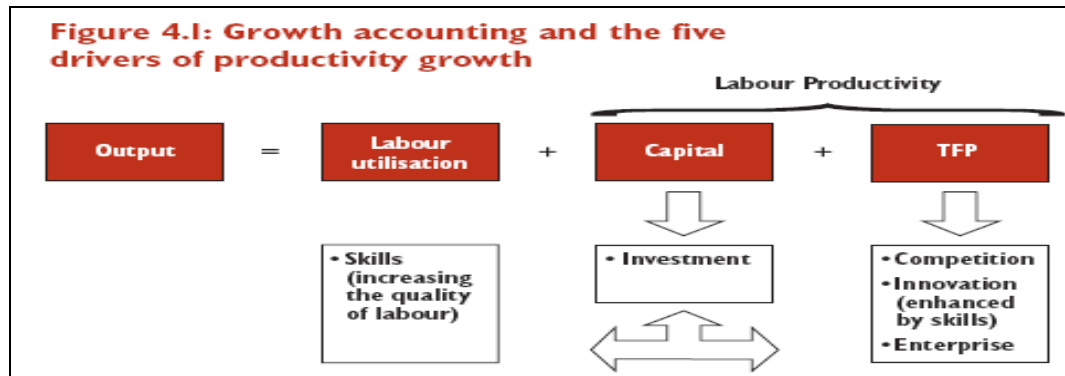 Figure 4.1: Growth accounting and the five
drivers of productivity growth
Labour Productivity
Output
=
Labour
utilisation
+
Capital
+
TFP
• Skills
(increasing
the quality
of labour)
• Investment
• Competition
• Innovation
(enhanced
by skills)
• Enterprise